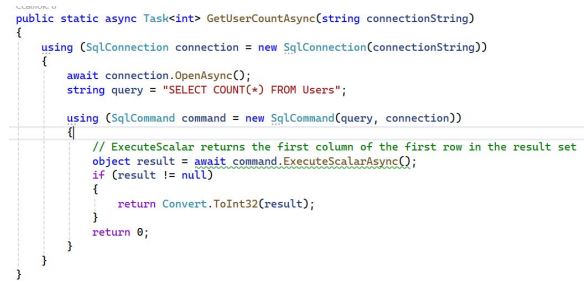 public static async Task<int> GetUserCountAsync(string connectionString)
{
    using (SqlConnection connection = new SqlConnection(connectionString))
    {
        await connection.OpenAsync();
        string query = "SELECT COUNT(*) FROM Users";

        using (SqlCommand command = new SqlCommand(query, connection))
        {
            // ExecuteScalar returns the first column of the first row in the result set
            object result = await command.ExecuteScalarAsync();
            if (result != null)
            {
                return Convert.ToInt32(result);
            }
            return 0;
        }
    }
}